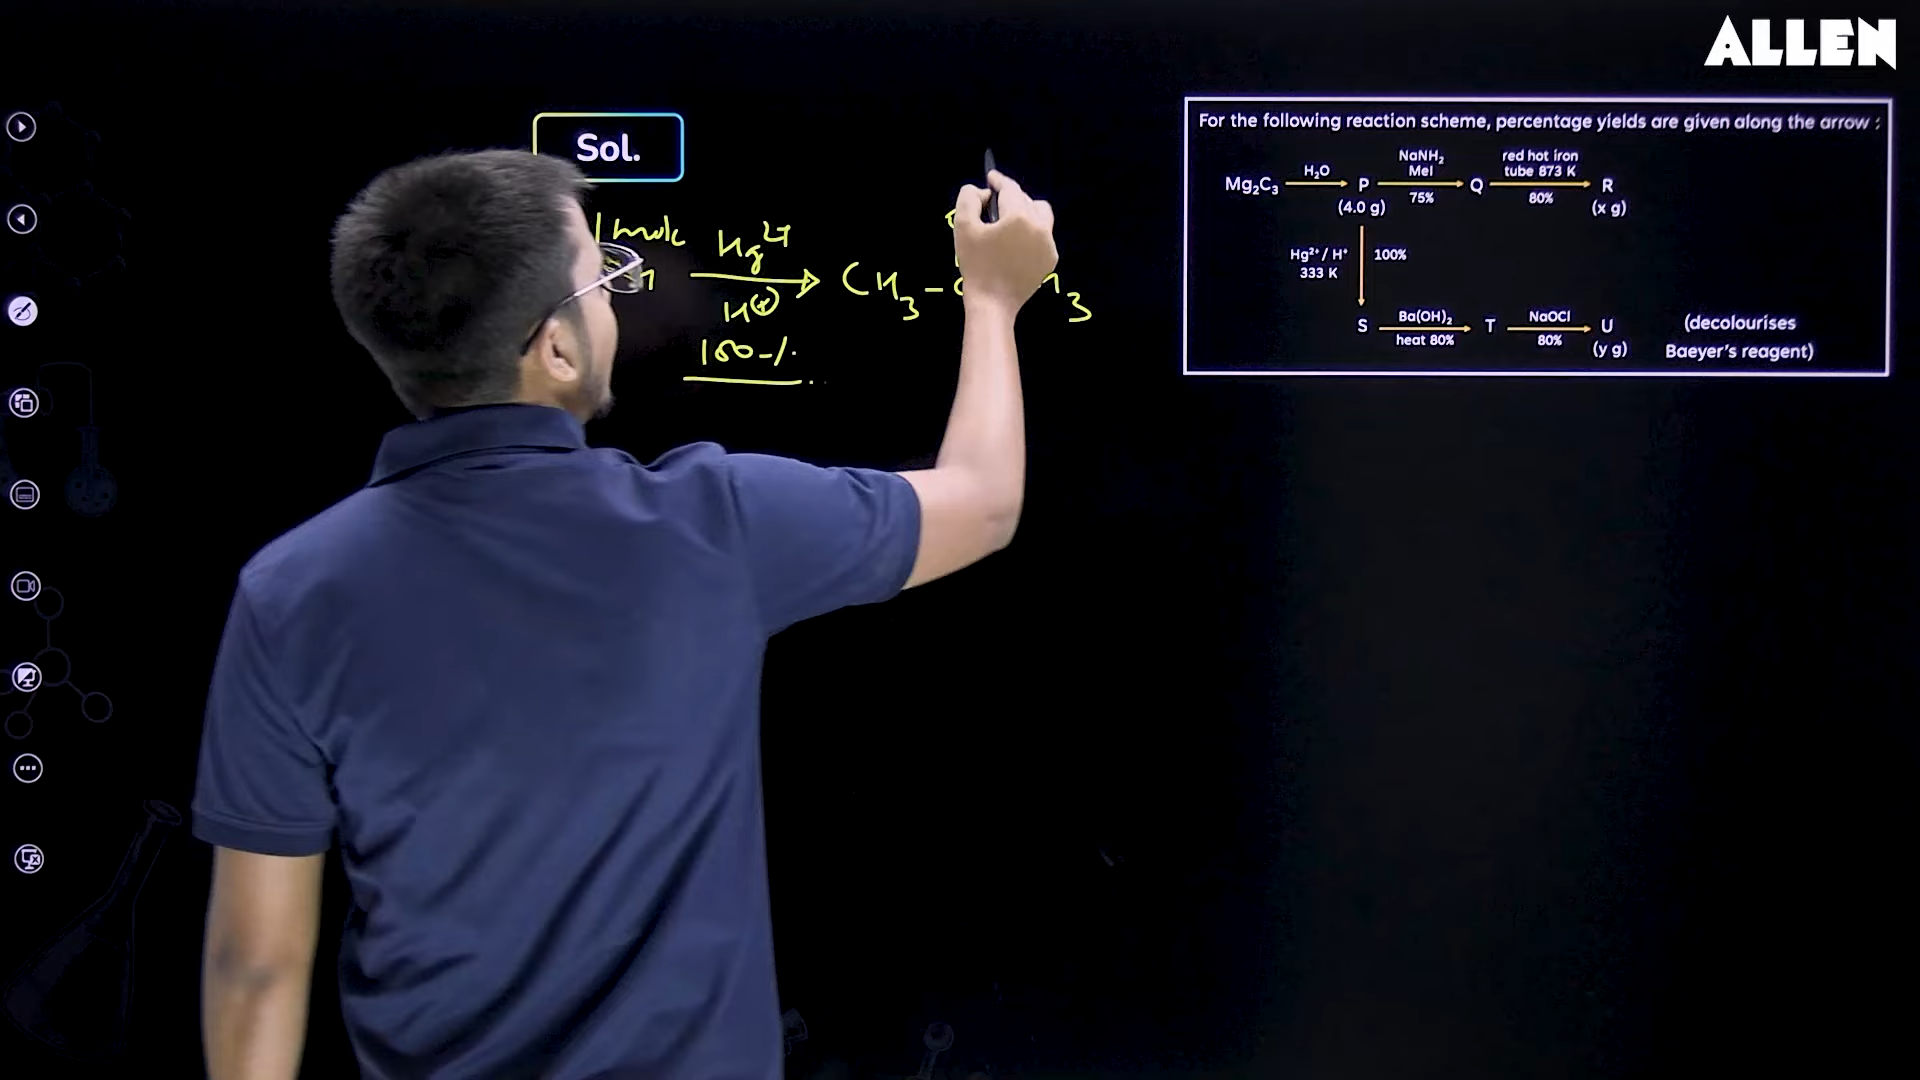 ALLEN
Sol.
1 mole
Hg2+
H⊕
100-/.
CH3-
3
For the following reaction scheme, percentage yields are given along the arrow :
Mg2C3 H2O P NaNH2 MeI 75% Q red hot iron tube 873 K 80% R
(4.0 g) (x g)
Hg2+ / H+ 333 K 100%
S Ba(OH)2 heat 80% T NaOCl 80% U (decolourises
(y g) Baeyer's reagent)